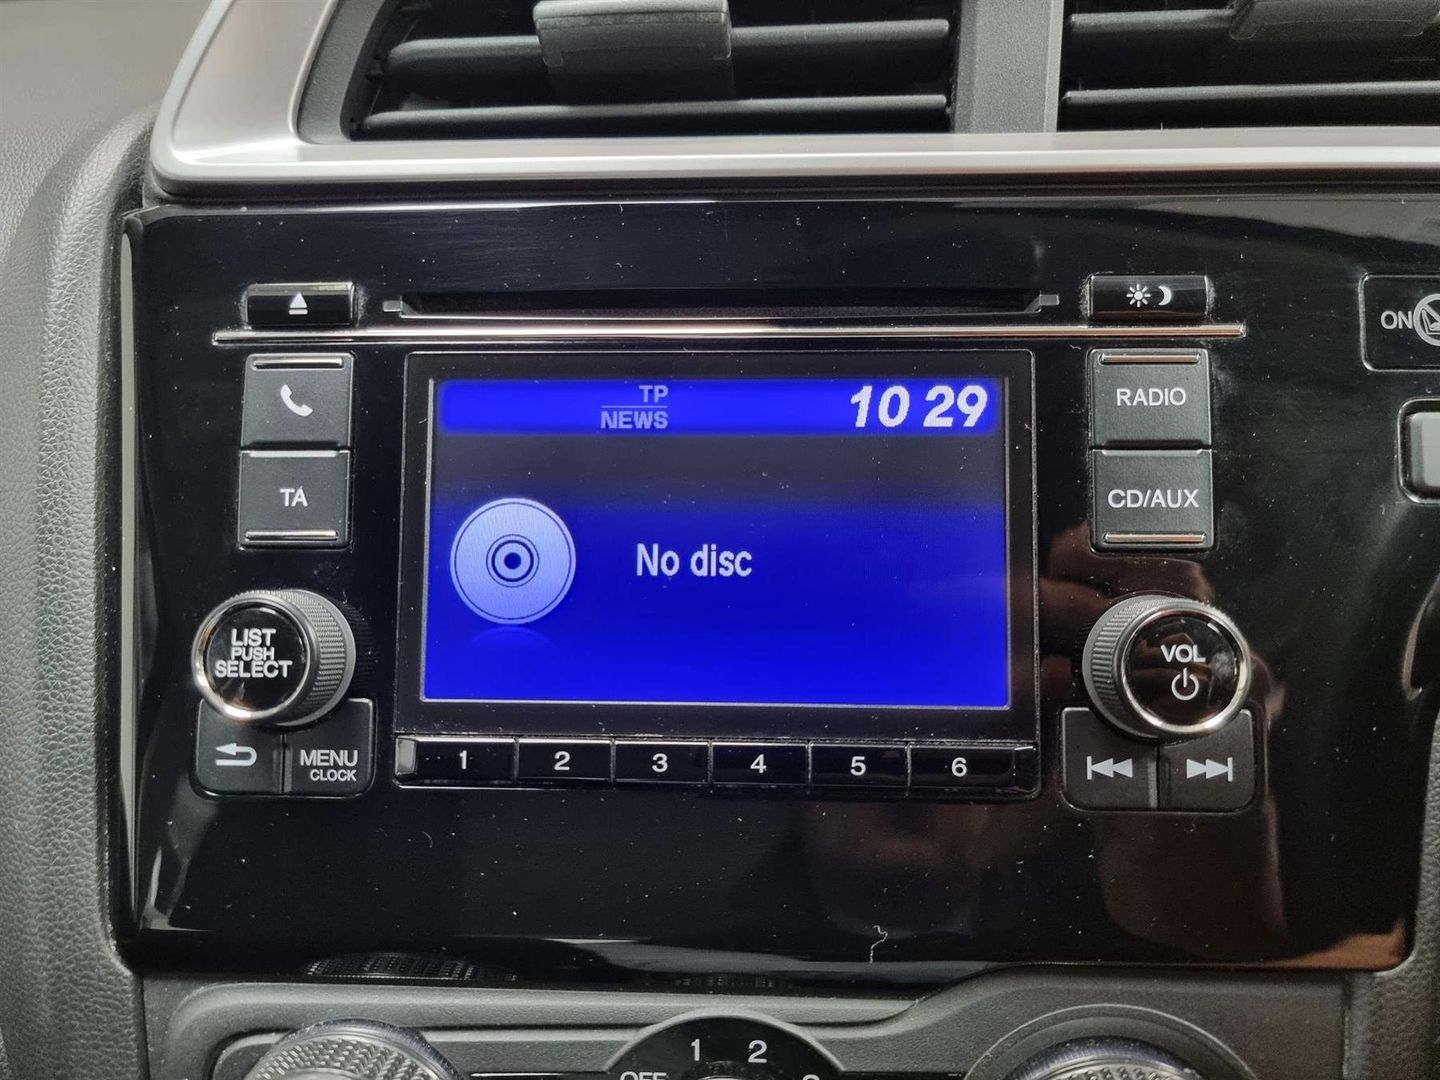 ON
TP
NEWS
10 29
RADIO
TA
CD/AUX
No disc
LIST
PUSH
SELECT
VOL
MENU
CLOCK
1 2 3 4 5 6
1 2
OFF